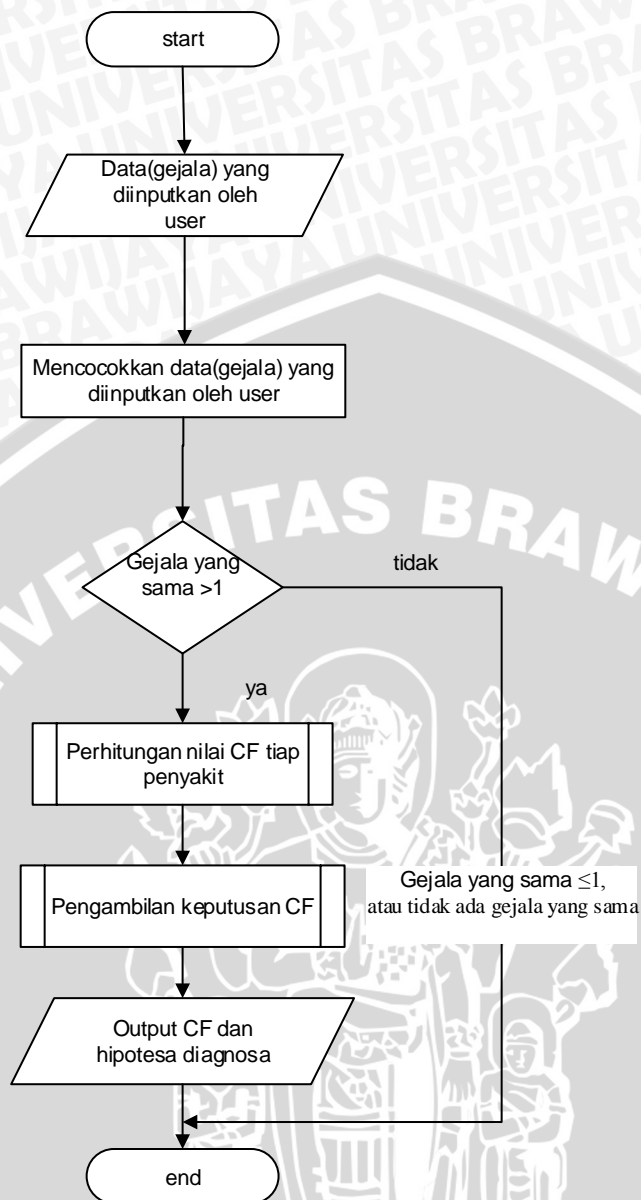 start
Data(gejala) yang
diinputkan oleh
user
Mencocokkan data(gejala) yang
diinputkan oleh user
Gejala yang
sama >1
tidak
ya
Perhitungan nilai CF tiap
penyakit
Pengambilan keputusan CF
Gejala yang sama ≤1,
atau tidak ada gejala yang sama
Output CF dan
hipotesa diagnosa
end